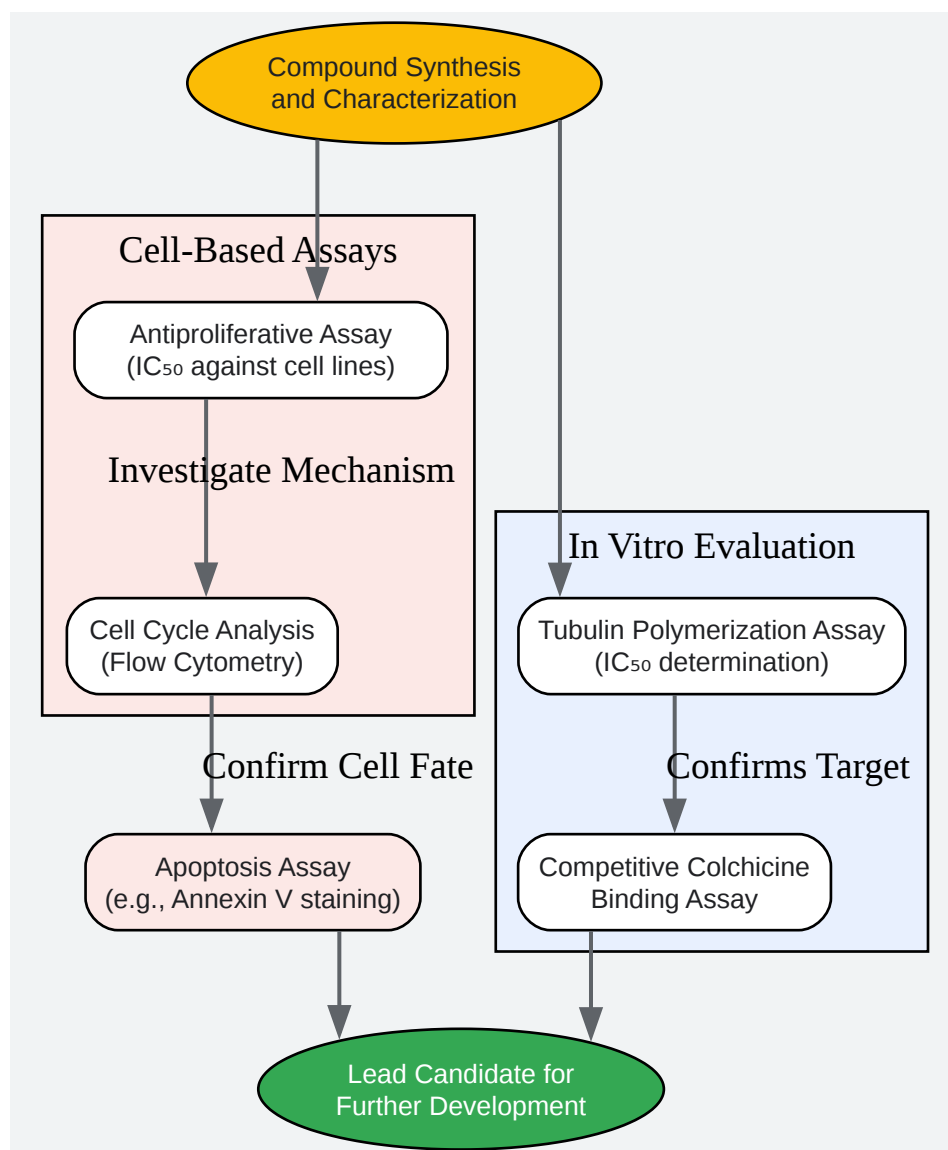 Compound Synthesis
and Characterization
Cell-Based Assays
Antiproliferative Assay
(IC₅₀ against cell lines)
Investigate Mechanism
In Vitro Evaluation
Cell Cycle Analysis
(Flow Cytometry)
Tubulin Polymerization Assay
(IC₅₀ determination)
Confirm Cell Fate
Confirms Target
Apoptosis Assay
(e.g., Annexin V staining)
Competitive Colchicine
Binding Assay
Lead Candidate for
Further Development